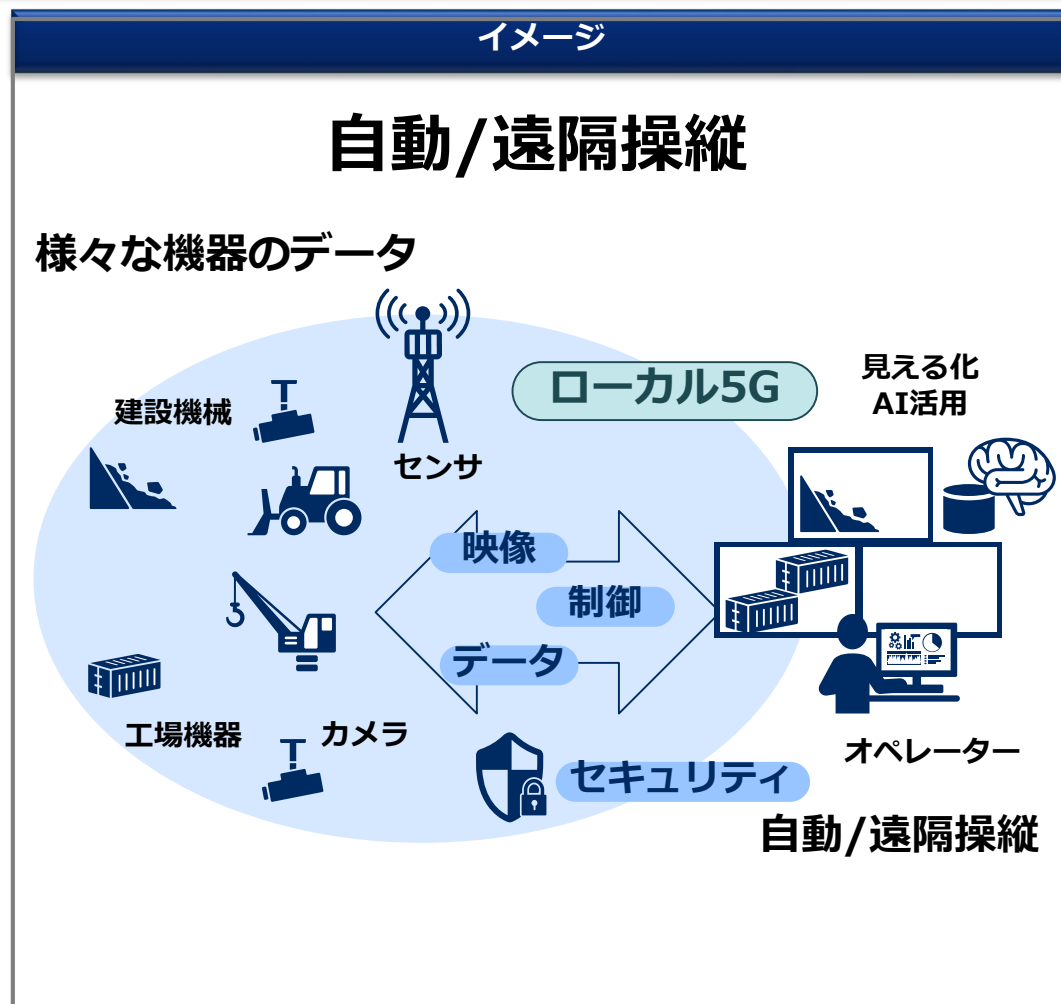 イメージ
自動/遠隔操縦
様々な機器のデータ
ローカル5G
見える化
AI活用
建設機械
センサ
映像
制御
データ
工場機器
カメラ
オペレーター
セキュリティ
自動/遠隔操縦